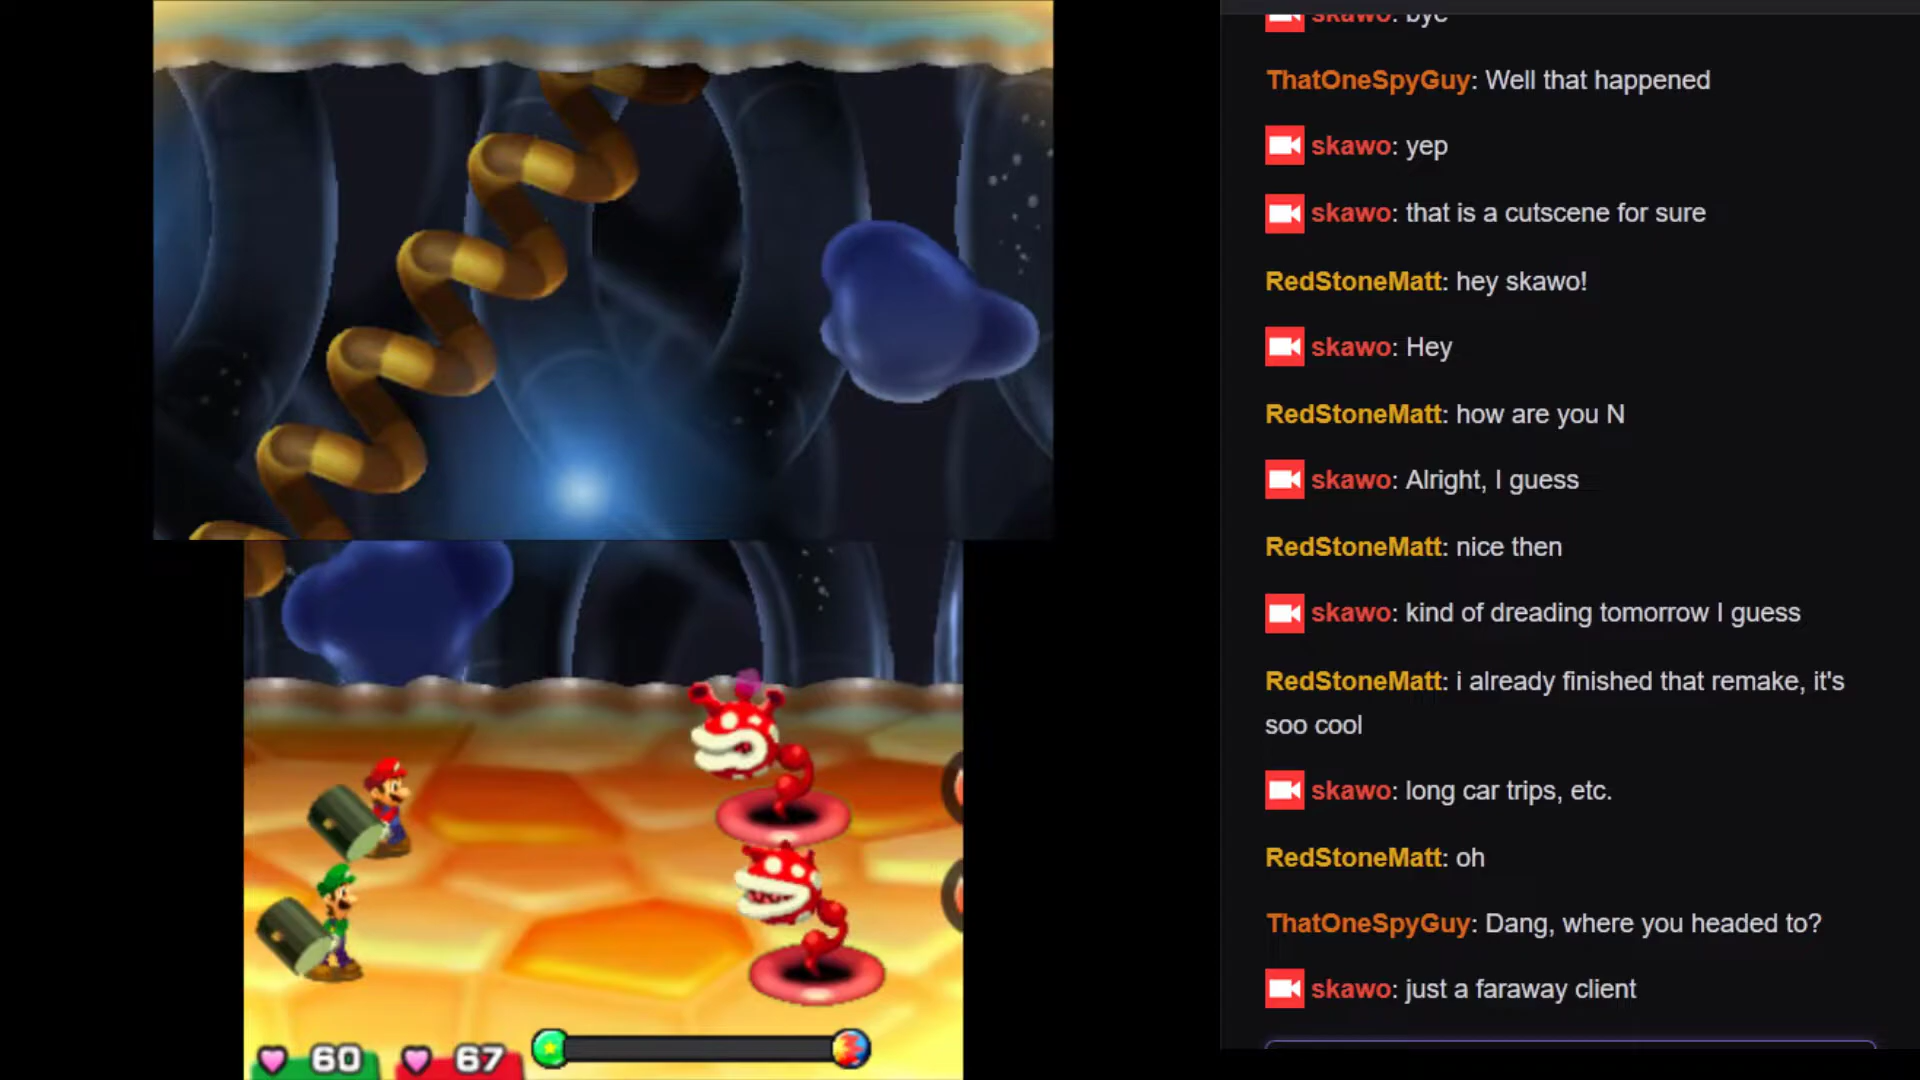 skawo: bye
ThatOneSpyGuy: Well that happened
skawo: yep
skawo: that is a cutscene for sure
RedStoneMatt: hey skawo!
skawo: Hey
RedStoneMatt: how are you N
skawo: Alright, I guess
RedStoneMatt: nice then
skawo: kind of dreading tomorrow I guess
RedStoneMatt: i already finished that remake, it's
soo cool
skawo: long car trips, etc.
RedStoneMatt: oh
ThatOneSpyGuy: Dang, where you headed to?
skawo: just a faraway client
60
67